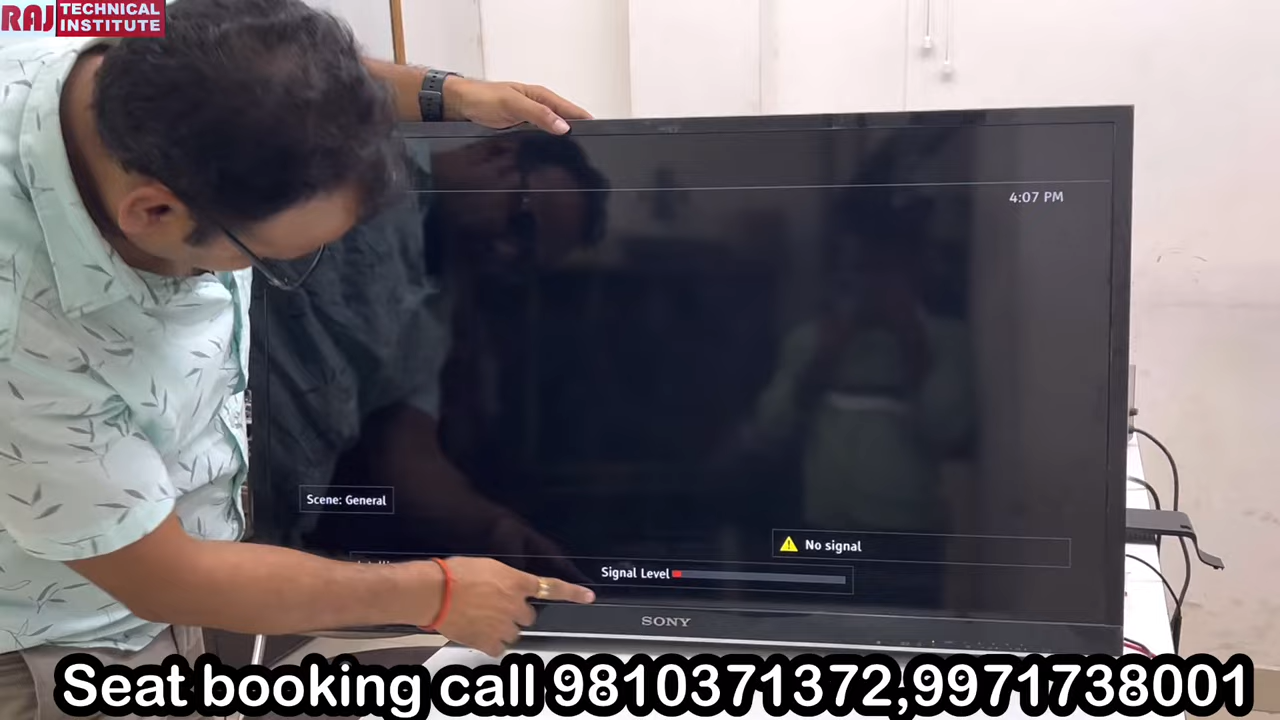 RAJ TECHNICAL INSTITUTE
4:07 PM
Scene: General
No signal
Signal Level
SONY
Seat booking call 9810371372,9971738001